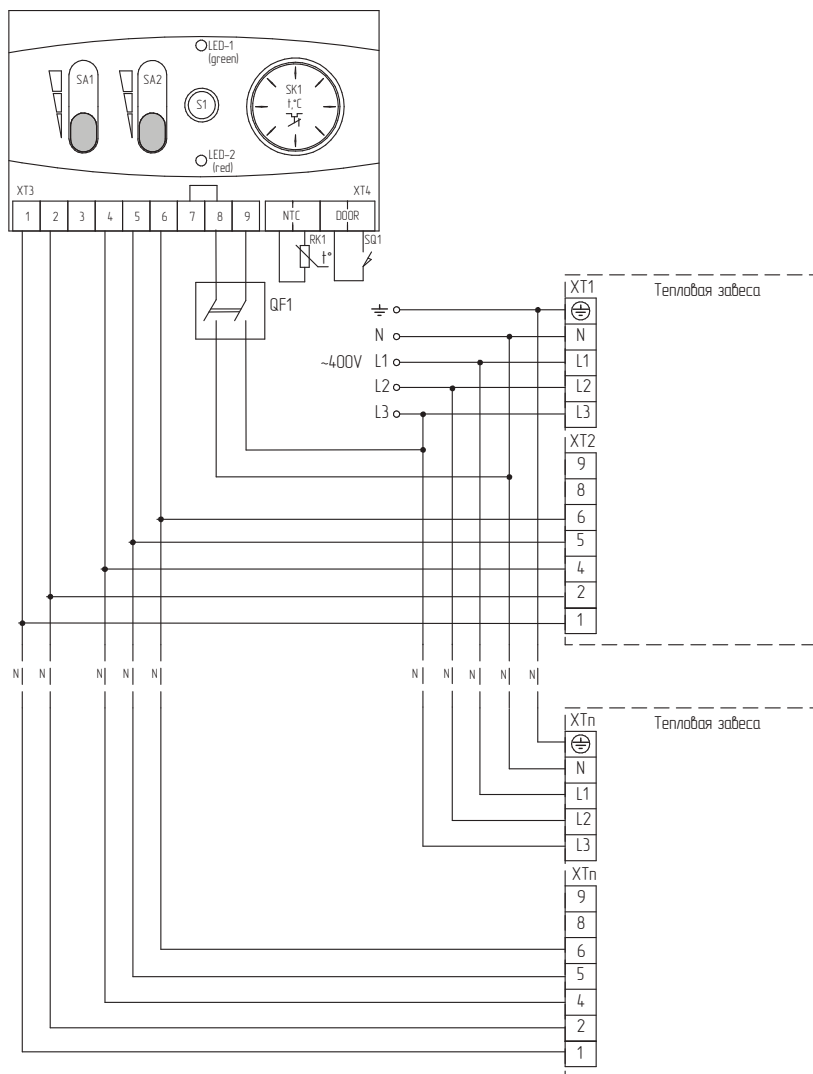 LED-1
(green)
SA1
SA2
S1
SK1
t,°C
LED-2
(red)
XT3
XT4
1 2 3 4 5 6 7 8 9 NTC DOOR
RK1
t°
SQ1
QF1
XT1
Тепловая завеса
N
N
~400V L1
L1
L2
L2
L3
L3
XT2
9
8
6
5
4
2
1
N N N N N N N N N N
XTn
Тепловая завеса
N
L1
L2
L3
XTn
9
8
6
5
4
2
1